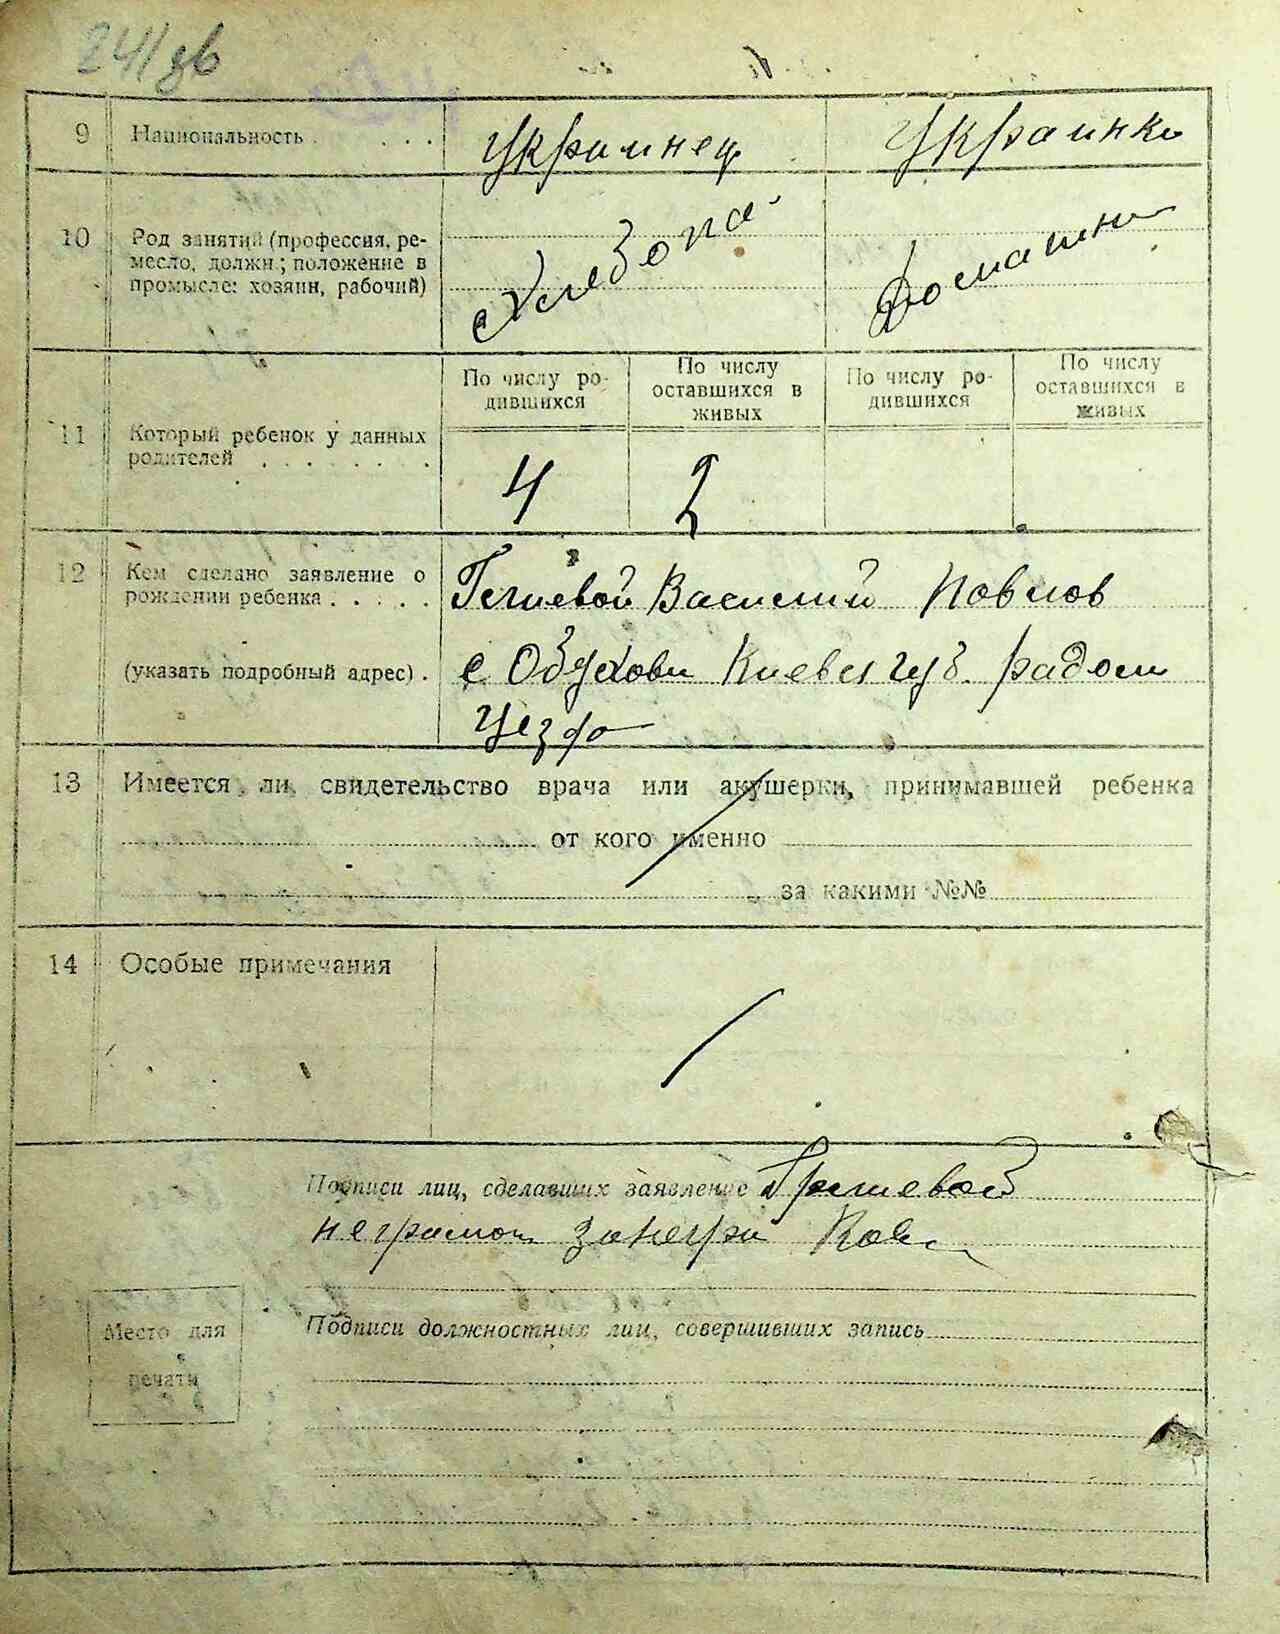 241/зв
9 Национальность . . . . Украинец Украинка
10 Род занятий (профессия, ре-
месло, должн.; положение в
промысле: хозяин, рабочий)
Хлебопа Домашн
11 Который ребенок у данных
родителей . . . . . . .
По числу ро-
дившихся
По числу
оставшихся в
живых
По числу ро-
дившихся
По числу
оставшихся в
живых
4 2
12 Кем сделано заявление о
рождении ребенка . . . . .
Василий Павлов
(указать подробный адрес) . с Обухови Киевск губ.
13 Имеется ли свидетельство врача или акушерки, принимавшей ребенка
от кого именно
за какими №№
14 Особые примечания
Подписи лиц, сделавших заявление
неграмот
Место для
печати
Подписи должностных лиц, совершивших запись